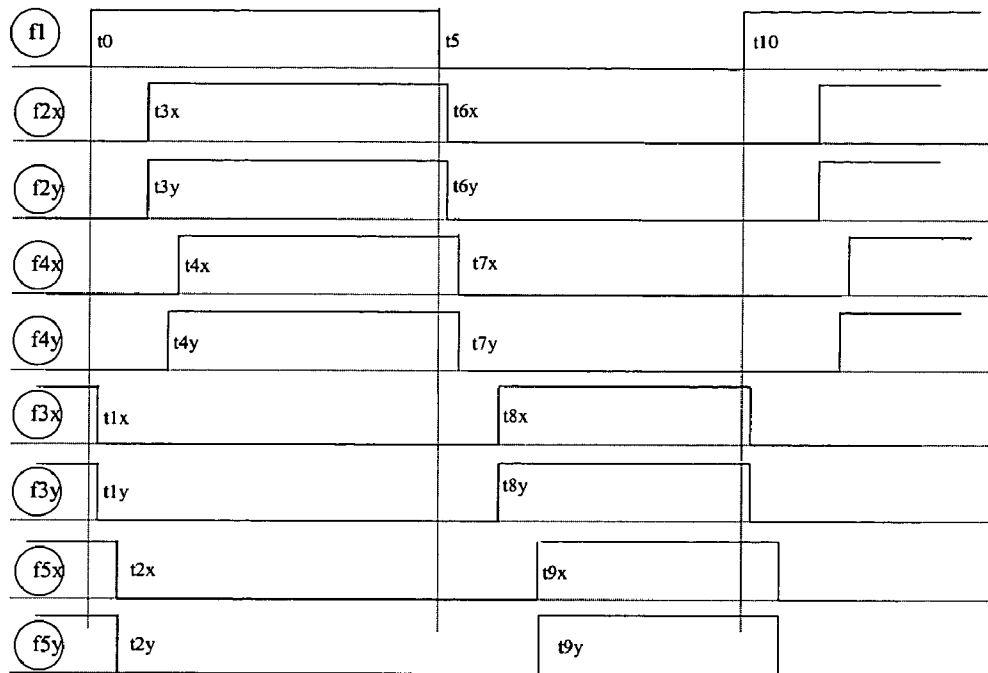 f1 t0 t5 t10
f2x t3x t6x
f2y t3y t6y
f4x t4x t7x
f4y t4y t7y
f3x t1x t8x
f3y t1y t8y
f5x t2x t9x
f5y t2y t9y